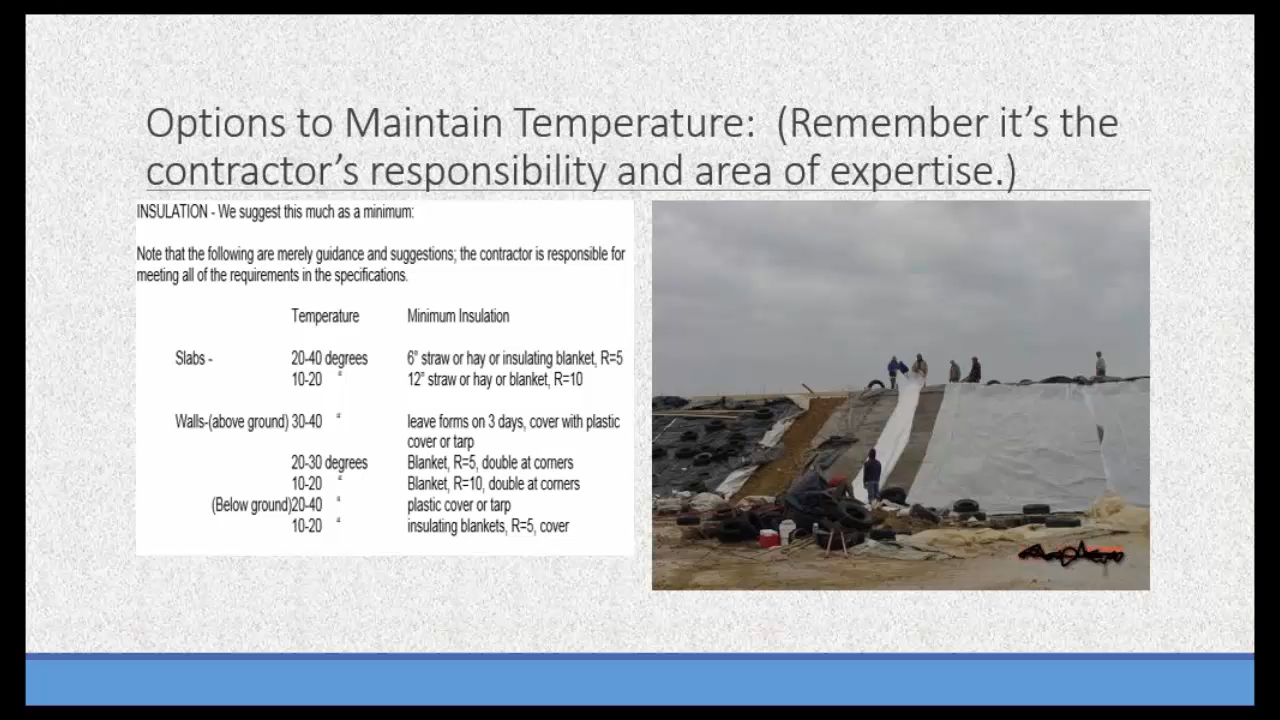 Options to Maintain Temperature: (Remember it's the
contractor's responsibility and area of expertise.)
INSULATION - We suggest this much as a minimum:
Note that the following are merely guidance and suggestions; the contractor is responsible for
meeting all of the requirements in the specifications.
Temperature Minimum Insulation
Slabs - 20-40 degrees 6" straw or hay or insulating blanket, R=5
10-20 " 12" straw or hay or blanket, R=10
Walls-(above ground) 30-40 " leave forms on 3 days, cover with plastic
cover or tarp
20-30 degrees Blanket, R=5, double at corners
10-20 " Blanket, R=10, double at corners
(Below ground)20-40 " plastic cover or tarp
10-20 " insulating blankets, R=5, cover